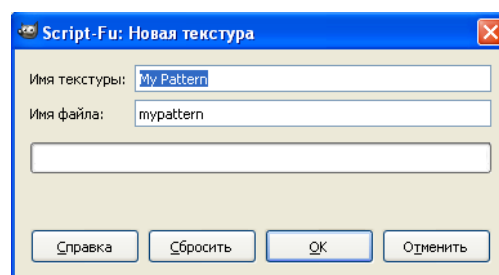 Script-Fu: Новая текстура
Имя текстуры: My Pattern
Имя файла: mypattern
Справка Сбросить OK Отменить